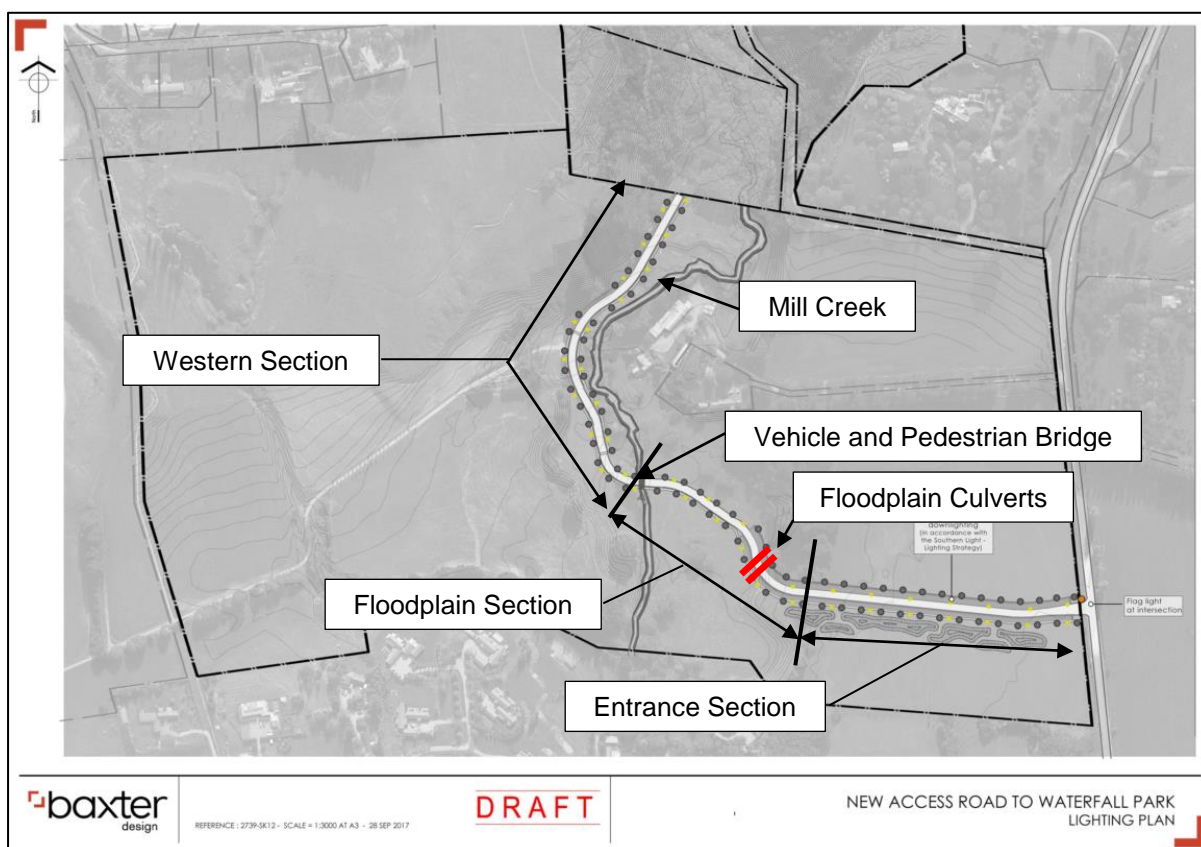 North
Mill Creek
Western Section
Vehicle and Pedestrian Bridge
Floodplain Culverts
downlighting
(in accordance with
the Southern Light -
Lighting Strategy)
Floodplain Section
Flag light
at intersection
Entrance Section
baxter
design
REFERENCE : 2739-SK12 - SCALE = 1:3000 AT A3 - 28 SEP 2017
DRAFT
NEW ACCESS ROAD TO WATERFALL PARK
LIGHTING PLAN